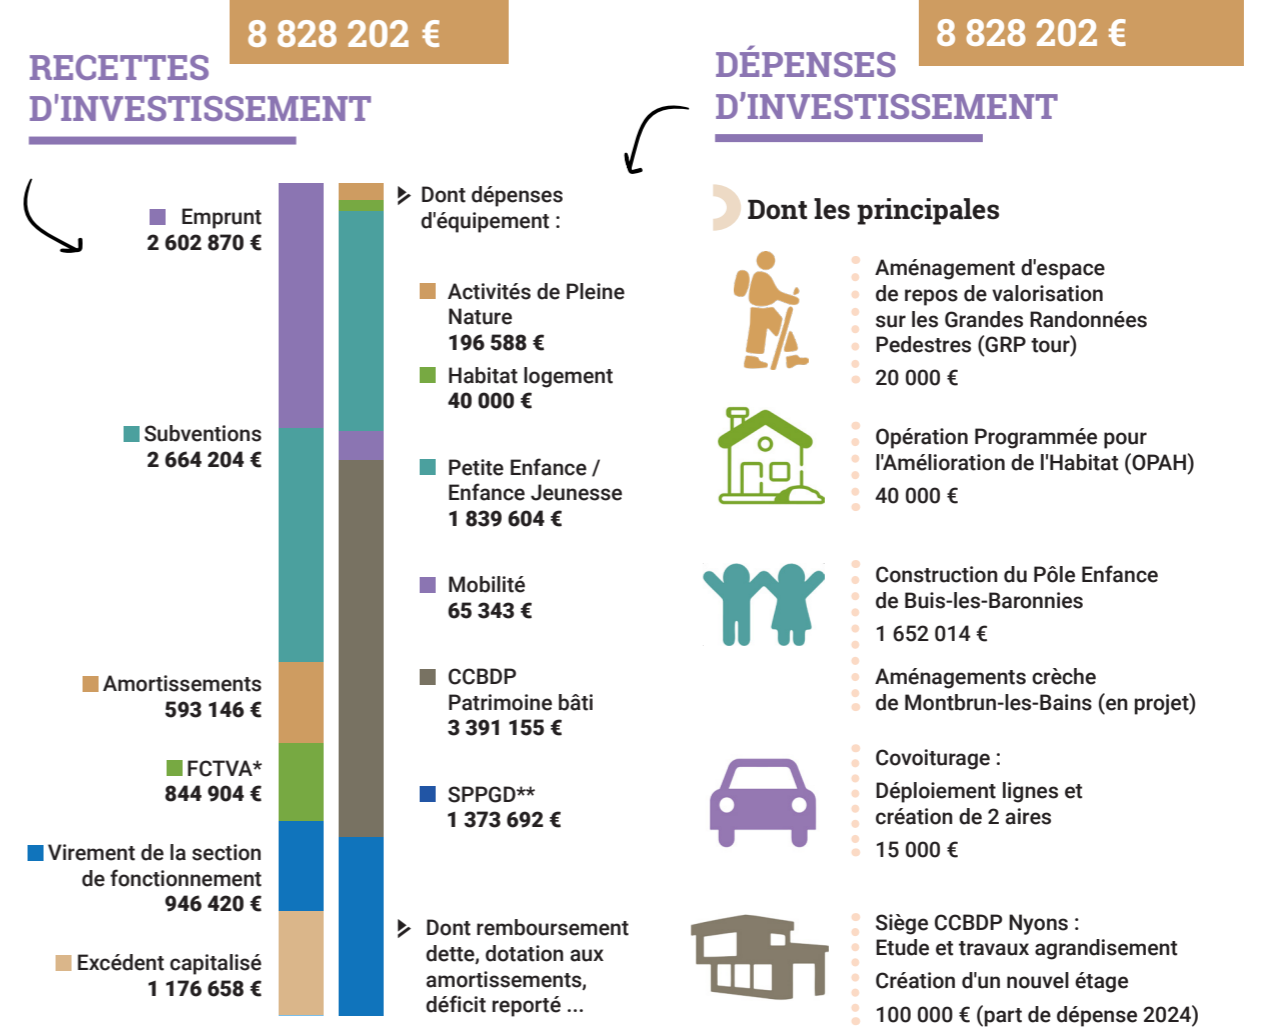 8 828 202 €
RECETTES
D'INVESTISSEMENT
Emprunt
2 602 870 €
Subventions
2 664 204 €
Amortissements
593 146 €
FCTVA*
844 904 €
Virement de la section
de fonctionnement
946 420 €
Excédent capitalisé
1 176 658 €
Dont dépenses
d'équipement :
Activités de Pleine
Nature
196 588 €
Habitat logement
40 000 €
Petite Enfance /
Enfance Jeunesse
1 839 604 €
Mobilité
65 343 €
CCBDP
Patrimoine bâti
3 391 155 €
SPPGD**
1 373 692 €
Dont remboursement
dette, dotation aux
amortissements,
déficit reporté ...
8 828 202 €
DÉPENSES
D'INVESTISSEMENT
Dont les principales
Aménagement d'espace
de repos de valorisation
sur les Grandes Randonnées
Pedestres (GRP tour)
20 000 €
Opération Programmée pour
l'Amélioration de l'Habitat (OPAH)
40 000 €
Construction du Pôle Enfance
de Buis-les-Baronnies
1 652 014 €
Aménagements crèche
de Montbrun-les-Bains (en projet)
Covoiturage :
Déploiement lignes et
création de 2 aires
15 000 €
Siège CCBDP Nyons :
Etude et travaux agrandisement
Création d'un nouvel étage
100 000 € (part de dépense 2024)